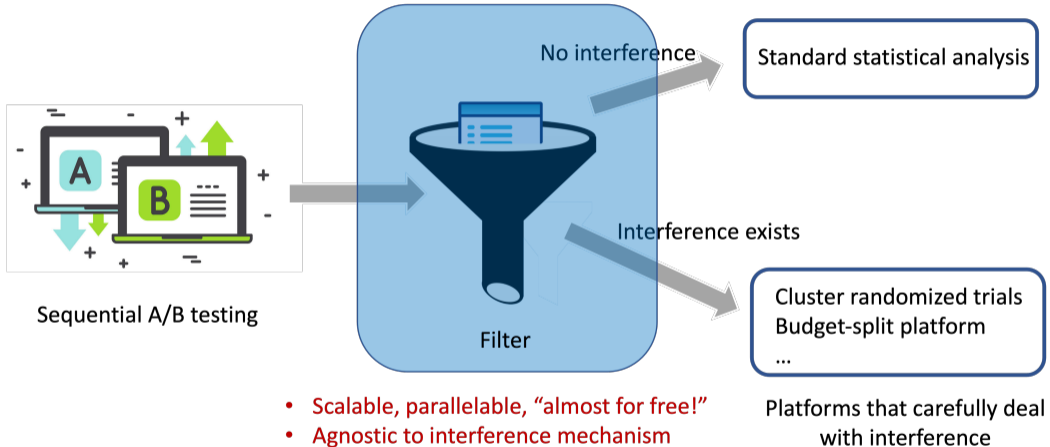 No interference
Standard statistical analysis
A
B
Interference exists
Sequential A/B testing
Filter
Cluster randomized trials
Budget-split platform
...
• Scalable, parallelable, “almost for free!”
• Agnostic to interference mechanism
Platforms that carefully deal
with interference